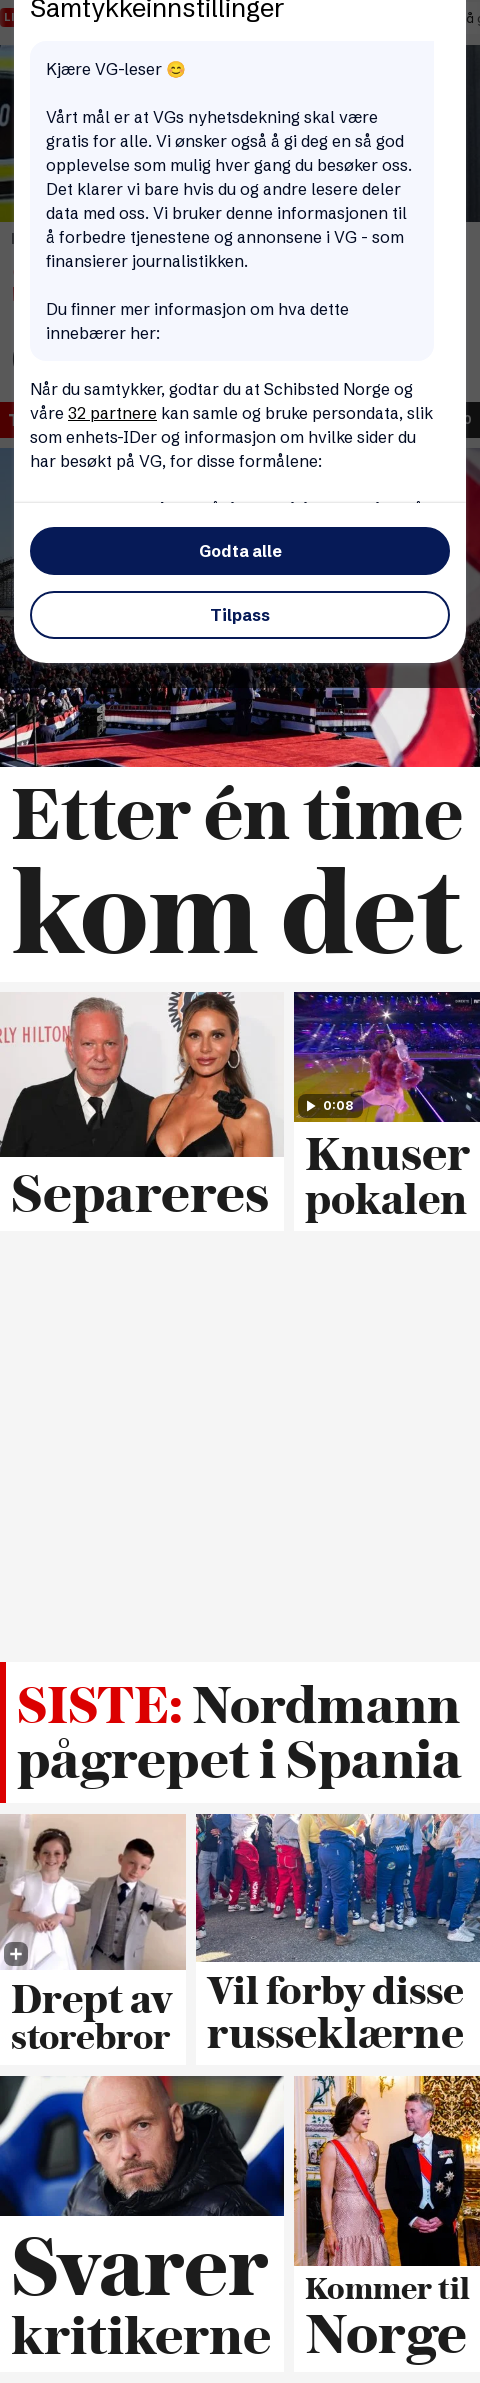 Samtykkeinnstillinger
Kjære VG-leser 😊
Vårt mål er at VGs nyhetsdekning skal være
gratis for alle. Vi ønsker også å gi deg en så god
opplevelse som mulig hver gang du besøker oss.
Det klarer vi bare hvis du og andre lesere deler
data med oss. Vi bruker denne informasjonen til
å forbedre tjenestene og annonsene i VG - som
finansierer journalistikken.
Du finner mer informasjon om hva dette
innebærer her:
Når du samtykker, godtar du at Schibsted Norge og
våre 32 partnere kan samle og bruke persondata, slik
som enhets-IDer og informasjon om hvilke sider du
har besøkt på VG, for disse formålene:
Godta alle
Tilpass
Etter én time
kom det
RLY HILTON
0:08
Separeres
Knuser
pokalen
SISTE: Nordmann
pågrepet i Spania
Drept av
storebror
Vil forby disse
russeklærne
Svarer
kritikerne
Kommer til
Norge